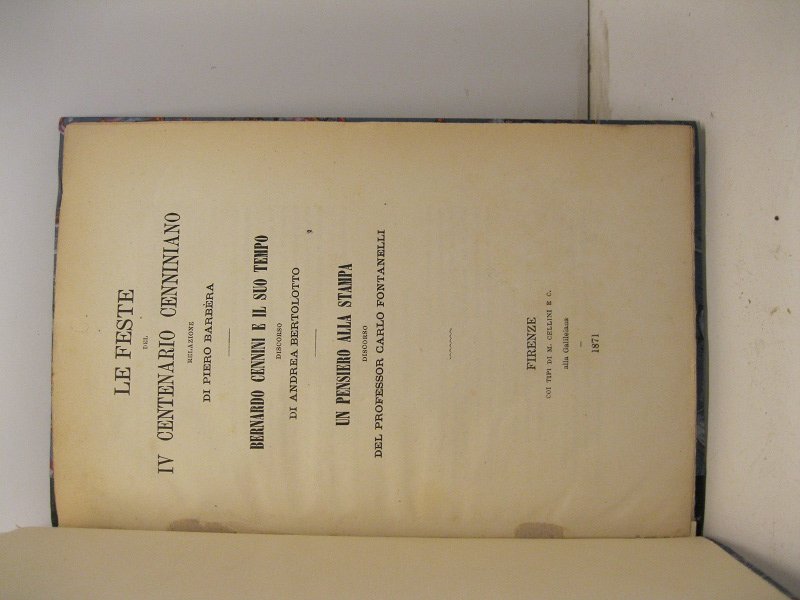 LE FESTE
DEL
IV CENTENARIO CENNINIANO
RELAZIONE
DI PIERO BARBÈRA
BERNARDO CENNINI E IL SUO TEMPO
DISCORSO
DI ANDREA BERTOLOTTO
UN PENSIERO ALLA STAMPA
DISCORSO
DEL PROFESSOR CARLO FONTANELLI
FIRENZE
COI TIPI DI M. CELLINI E C.
alla Galileiana
1871